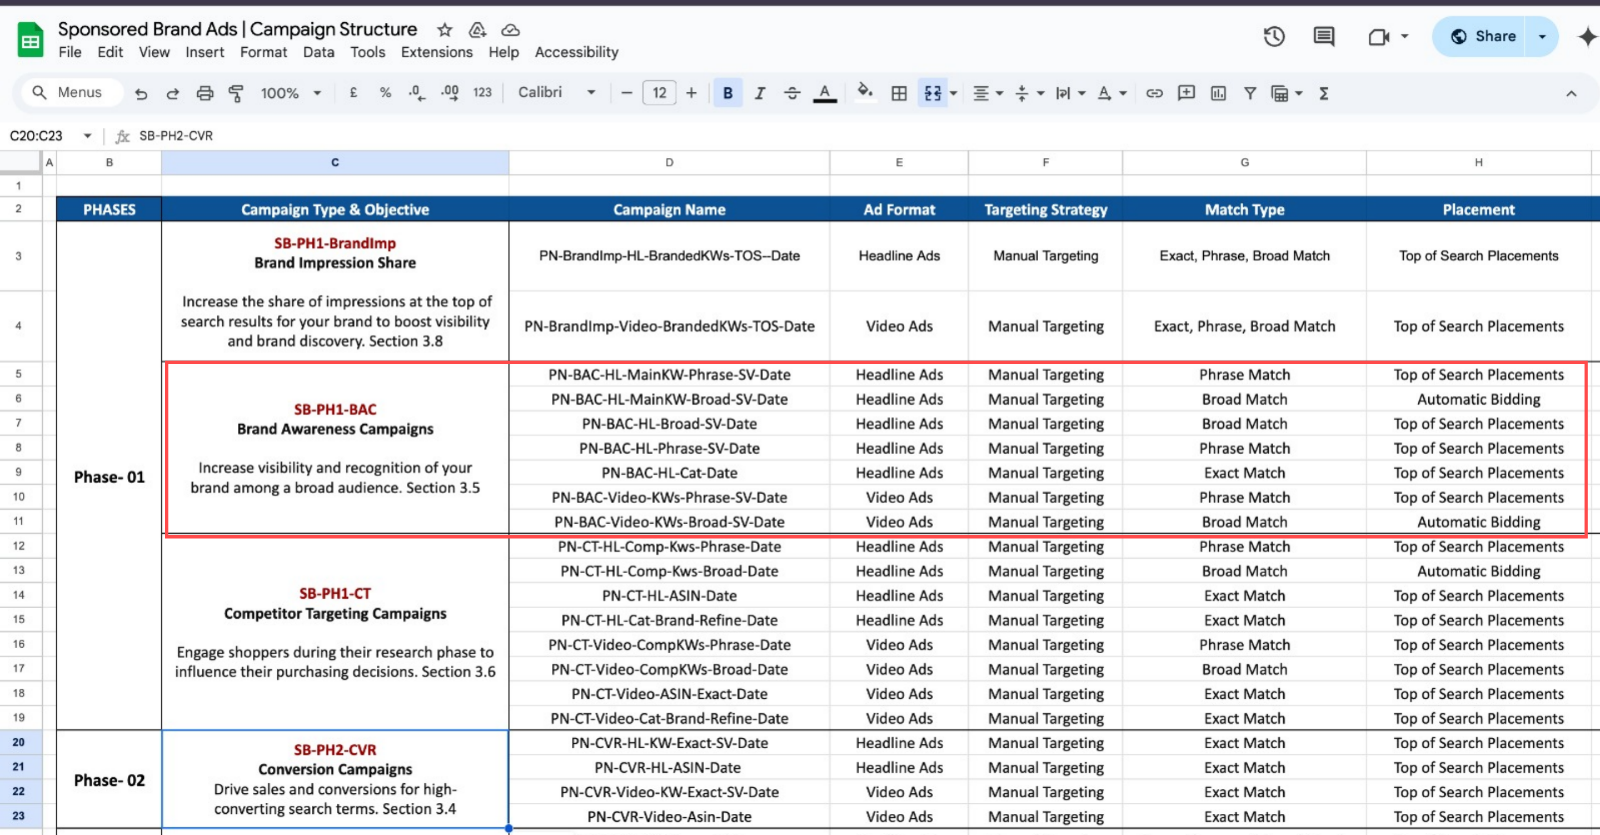 Sponsored Brand Ads | Campaign Structure
File Edit View Insert Format Data Tools Extensions Help Accessibility
Share
Menus 100% £ % .0 .00 123 Calibri 12 B I A
C20:C23 fx SB-PH2-CVR
A B C D E F G H
1
2 PHASES Campaign Type & Objective Campaign Name Ad Format Targeting Strategy Match Type Placement
Phase- 01
SB-PH1-BrandImp
Brand Impression Share
Increase the share of impressions at the top of
search results for your brand to boost visibility
and brand discovery. Section 3.8
3 PN-BrandImp-HL-BrandedKWs-TOS--Date Headline Ads Manual Targeting Exact, Phrase, Broad Match Top of Search Placements
4 PN-BrandImp-Video-BrandedKWs-TOS-Date Video Ads Manual Targeting Exact, Phrase, Broad Match Top of Search Placements
SB-PH1-BAC
Brand Awareness Campaigns
Increase visibility and recognition of your
brand among a broad audience. Section 3.5
5 PN-BAC-HL-MainKW-Phrase-SV-Date Headline Ads Manual Targeting Phrase Match Top of Search Placements
6 PN-BAC-HL-MainKW-Broad-SV-Date Headline Ads Manual Targeting Broad Match Automatic Bidding
7 PN-BAC-HL-Broad-SV-Date Headline Ads Manual Targeting Broad Match Top of Search Placements
8 PN-BAC-HL-Phrase-SV-Date Headline Ads Manual Targeting Phrase Match Top of Search Placements
9 PN-BAC-HL-Cat-Date Headline Ads Manual Targeting Exact Match Top of Search Placements
10 PN-BAC-Video-KWs-Phrase-SV-Date Video Ads Manual Targeting Phrase Match Top of Search Placements
11 PN-BAC-Video-KWs-Broad-SV-Date Video Ads Manual Targeting Broad Match Automatic Bidding
SB-PH1-CT
Competitor Targeting Campaigns
Engage shoppers during their research phase to
influence their purchasing decisions. Section 3.6
12 PN-CT-HL-Comp-Kws-Phrase-Date Headline Ads Manual Targeting Phrase Match Top of Search Placements
13 PN-CT-HL-Comp-Kws-Broad-Date Headline Ads Manual Targeting Broad Match Automatic Bidding
14 PN-CT-HL-ASIN-Date Headline Ads Manual Targeting Exact Match Top of Search Placements
15 PN-CT-HL-Cat-Brand-Refine-Date Headline Ads Manual Targeting Exact Match Top of Search Placements
16 PN-CT-Video-CompKWs-Phrase-Date Video Ads Manual Targeting Phrase Match Top of Search Placements
17 PN-CT-Video-CompKWs-Broad-Date Video Ads Manual Targeting Broad Match Top of Search Placements
18 PN-CT-Video-ASIN-Exact-Date Video Ads Manual Targeting Exact Match Top of Search Placements
19 PN-CT-Video-Cat-Brand-Refine-Date Video Ads Manual Targeting Exact Match Top of Search Placements
Phase- 02
SB-PH2-CVR
Conversion Campaigns
Drive sales and conversions for high-
converting search terms. Section 3.4
20 PN-CVR-HL-KW-Exact-SV-Date Headline Ads Manual Targeting Exact Match Top of Search Placements
21 PN-CVR-HL-ASIN-Date Headline Ads Manual Targeting Exact Match Top of Search Placements
22 PN-CVR-Video-KW-Exact-SV-Date Video Ads Manual Targeting Exact Match Top of Search Placements
23 PN-CVR-Video-Asin-Date Video Ads Manual Targeting Exact Match Top of Search Placements